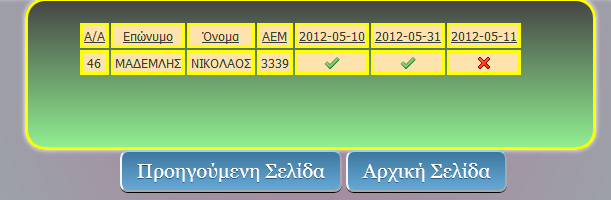 Α/Α Επώνυμο Όνομα ΑΕΜ 2012-05-10 2012-05-31 2012-05-11
46 ΜΑΔΕΜΛΗΣ ΝΙΚΟΛΑΟΣ 3339
Προηγούμενη Σελίδα Αρχική Σελίδα